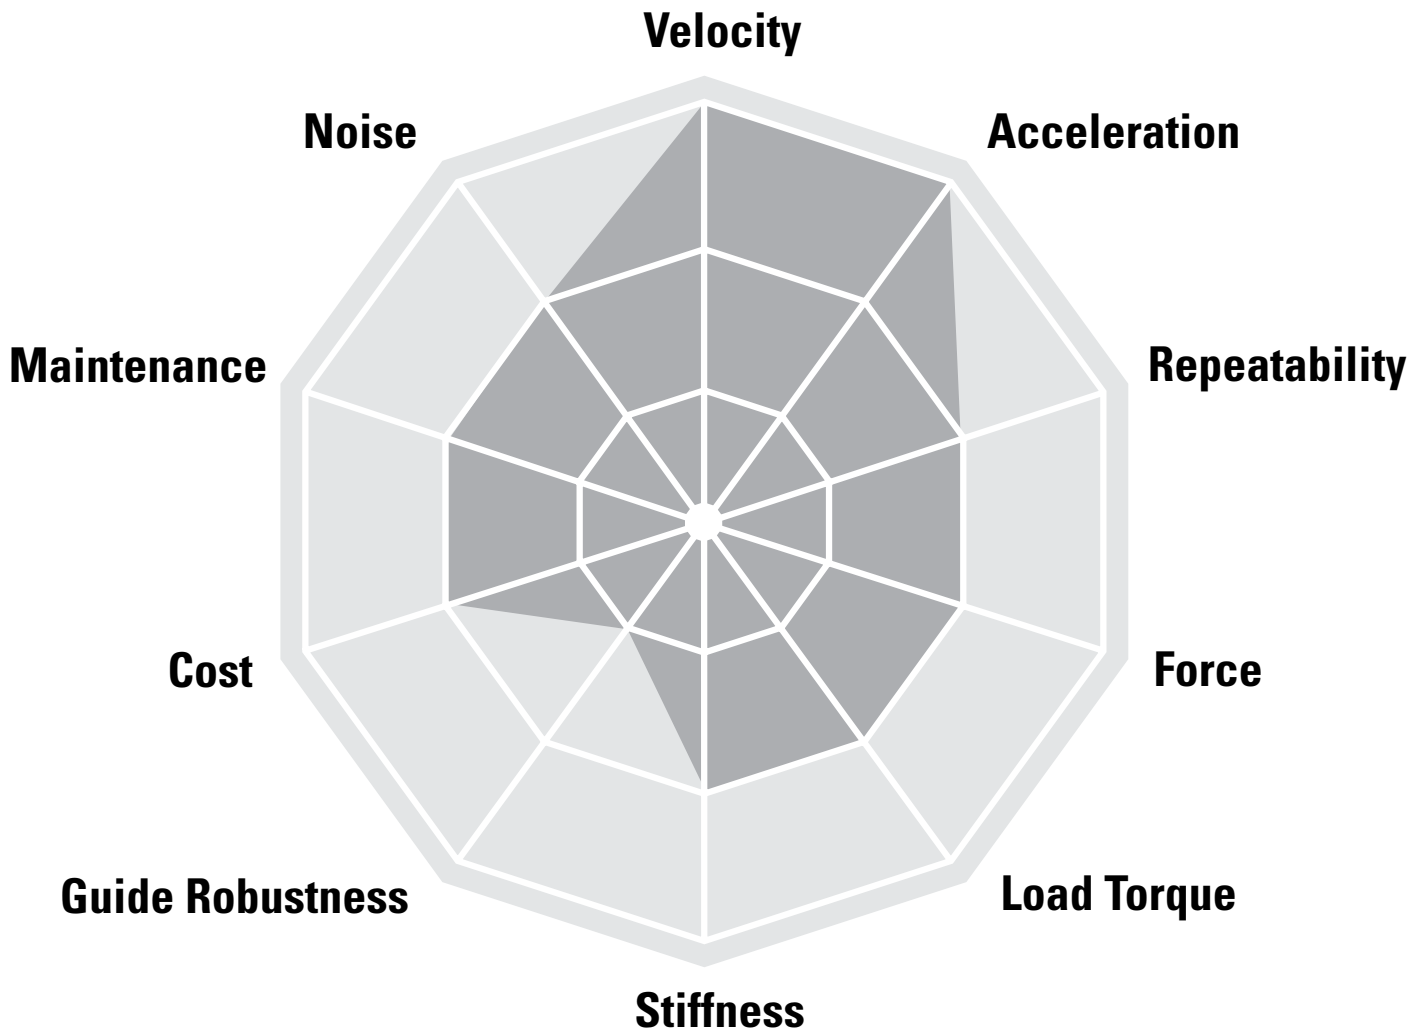 Velocity
Noise
Acceleration
Maintenance
Repeatability
Cost
Force
Guide Robustness
Load Torque
Stiffness